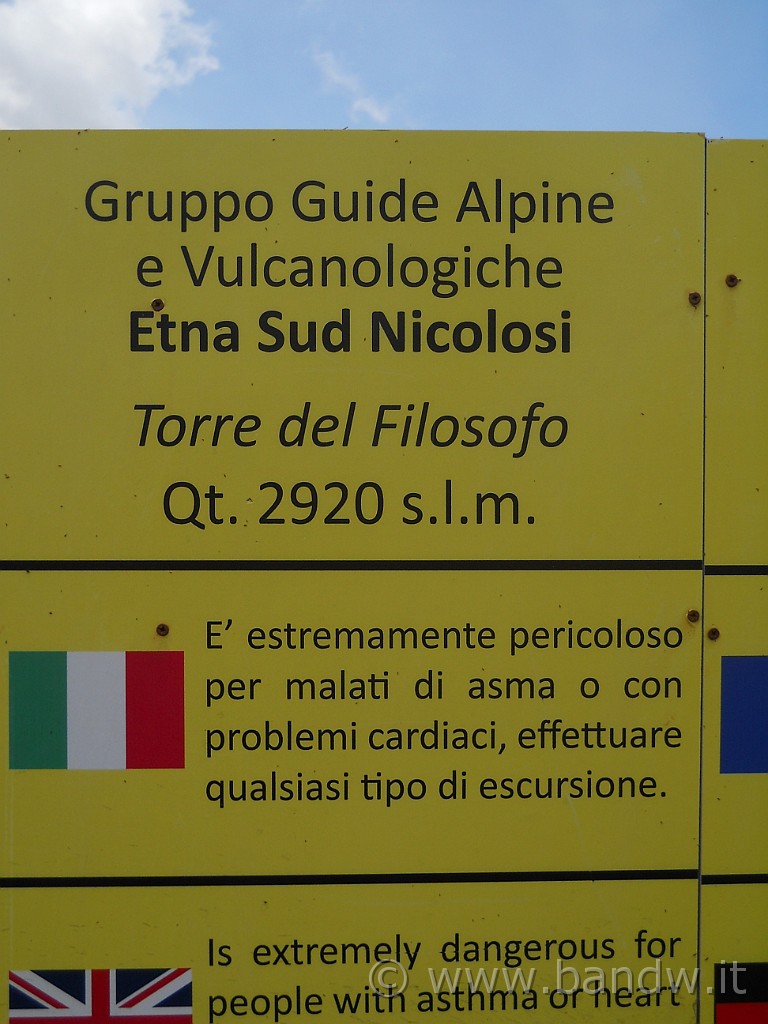 Gruppo Guide Alpine
e Vulcanologiche
Etna Sud Nicolosi
Torre del Filosofo
Qt. 2920 s.l.m.
E' estremamente pericoloso
per malati di asma o con
problemi cardiaci, effettuare
qualsiasi tipo di escursione.
Is extremely dangerous for
people with asthma or heart
© www.bandw.it